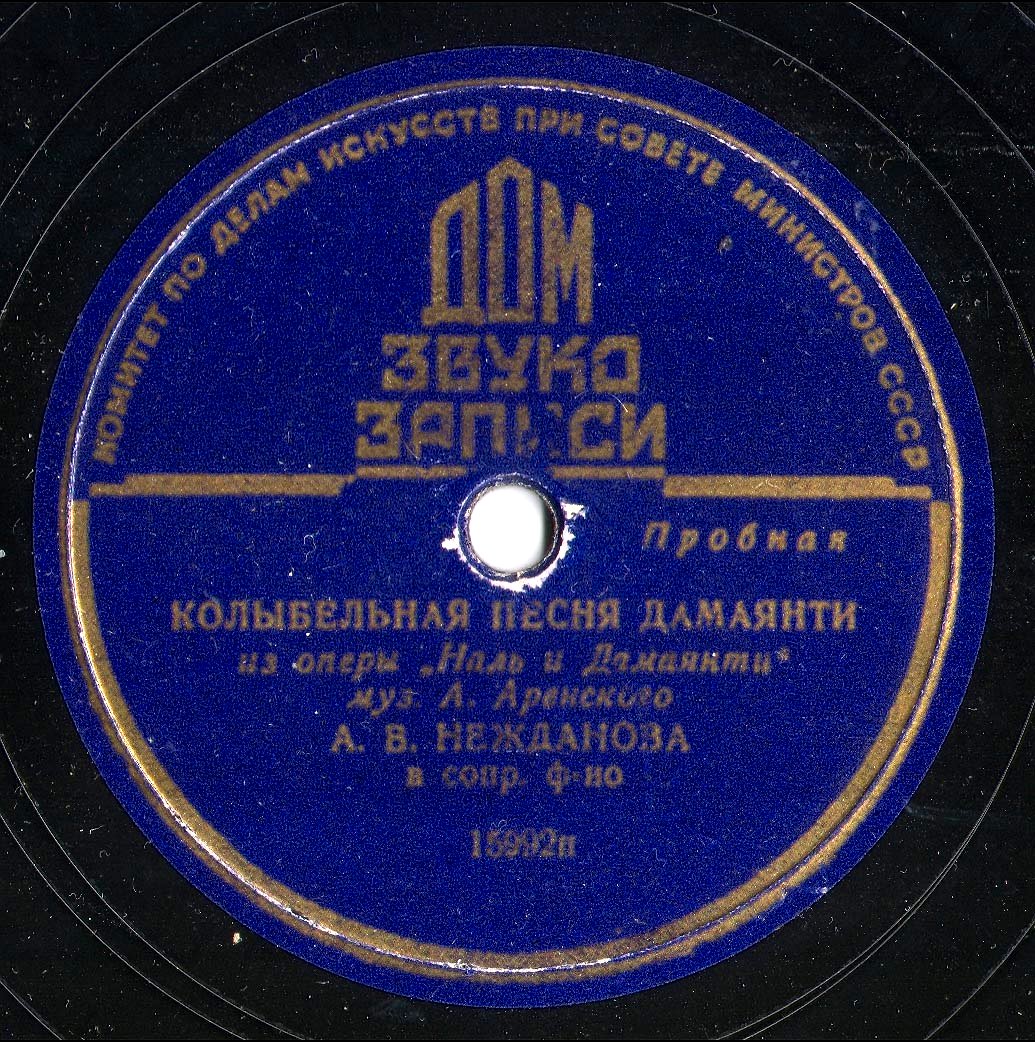 КОМИТЕТ ПО ДЕЛАМ ИСКУССТВ ПРИ СОВЕТЕ МИНИСТРОВ СССР
ДОМ
ЗВУКО
ЗАПИСИ
Пробная
КОЛЫБЕЛЬНАЯ ПЕСНЯ ДАМАЯНТИ
из оперы „Наль и Дамаянти"
муз. А. Аренского
А. В. НЕЖДАНОВА
в сопр. ф-но
15992п